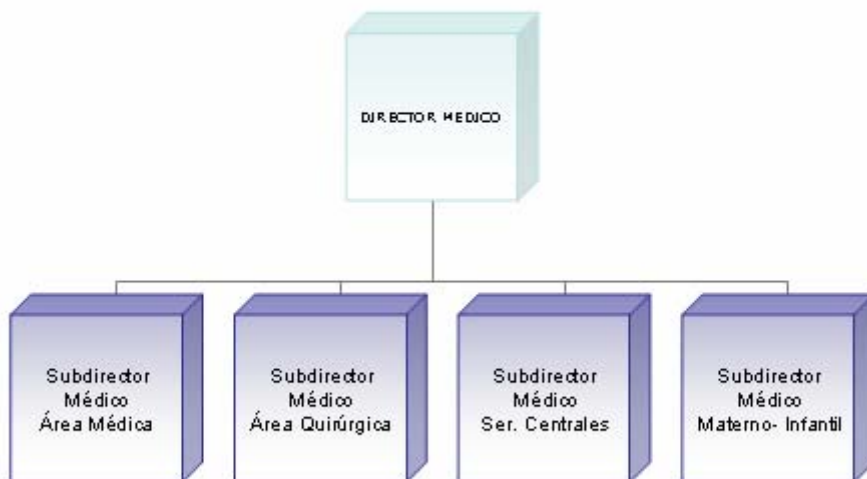 DIRECTOR MEDICO
Subdirector
Médico
Área Médica
Subdirector
Médico
Área Quirúrgica
Subdirector
Médico
Ser. Centrales
Subdirector
Médico
Materno- Infantil